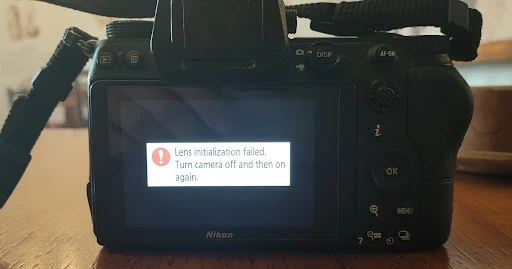 DISP
AF-ON
Lens initialization failed.
Turn camera off and then on
again.
i
OK
MENU
Nikon
?